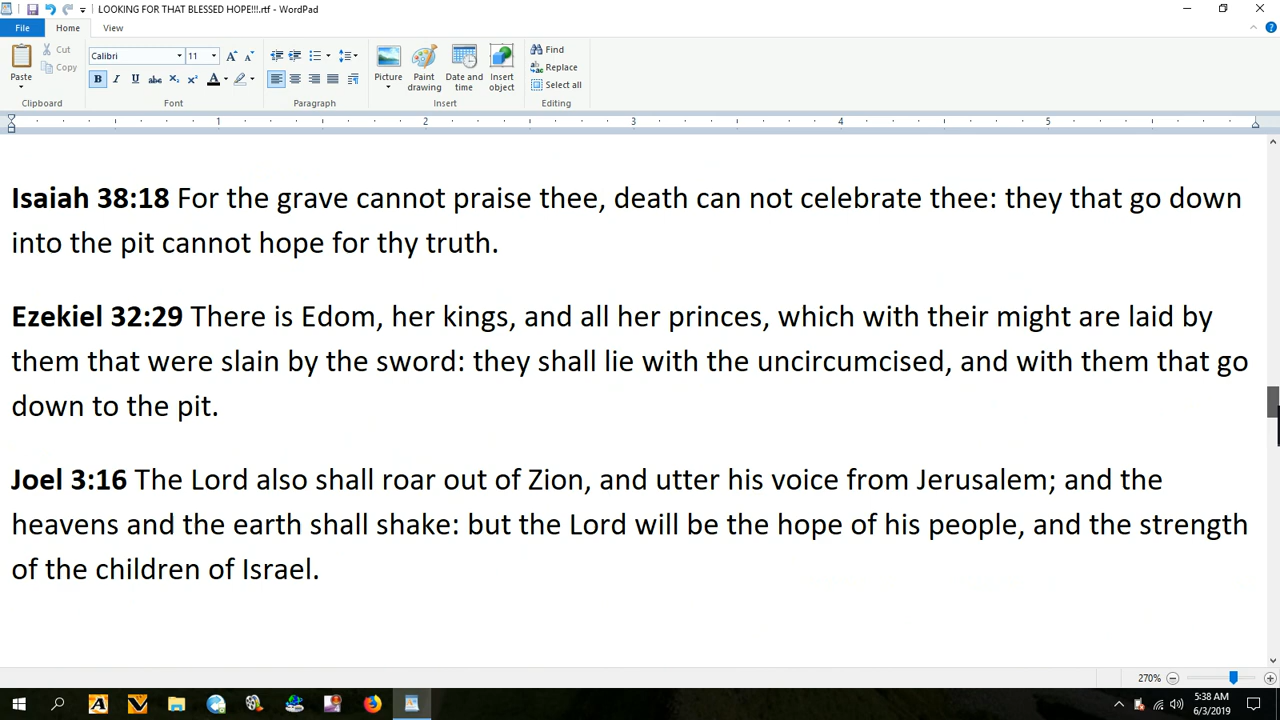 LOOKING FOR THAT BLESSED HOPE!!!.rtf - WordPad
File Home View
Paste
Cut
Copy
Clipboard
Calibri 11
Font
Paragraph
Picture
Paint drawing
Date and time
Insert object
Insert
Find
Replace
Select all
Editing
1 2 3 4 5
Isaiah 38:18 For the grave cannot praise thee, death can not celebrate thee: they that go down
into the pit cannot hope for thy truth.
Ezekiel 32:29 There is Edom, her kings, and all her princes, which with their might are laid by
them that were slain by the sword: they shall lie with the uncircumcised, and with them that go
down to the pit.
Joel 3:16 The Lord also shall roar out of Zion, and utter his voice from Jerusalem; and the
heavens and the earth shall shake: but the Lord will be the hope of his people, and the strength
of the children of Israel.
270%
5:38 AM
6/3/2019